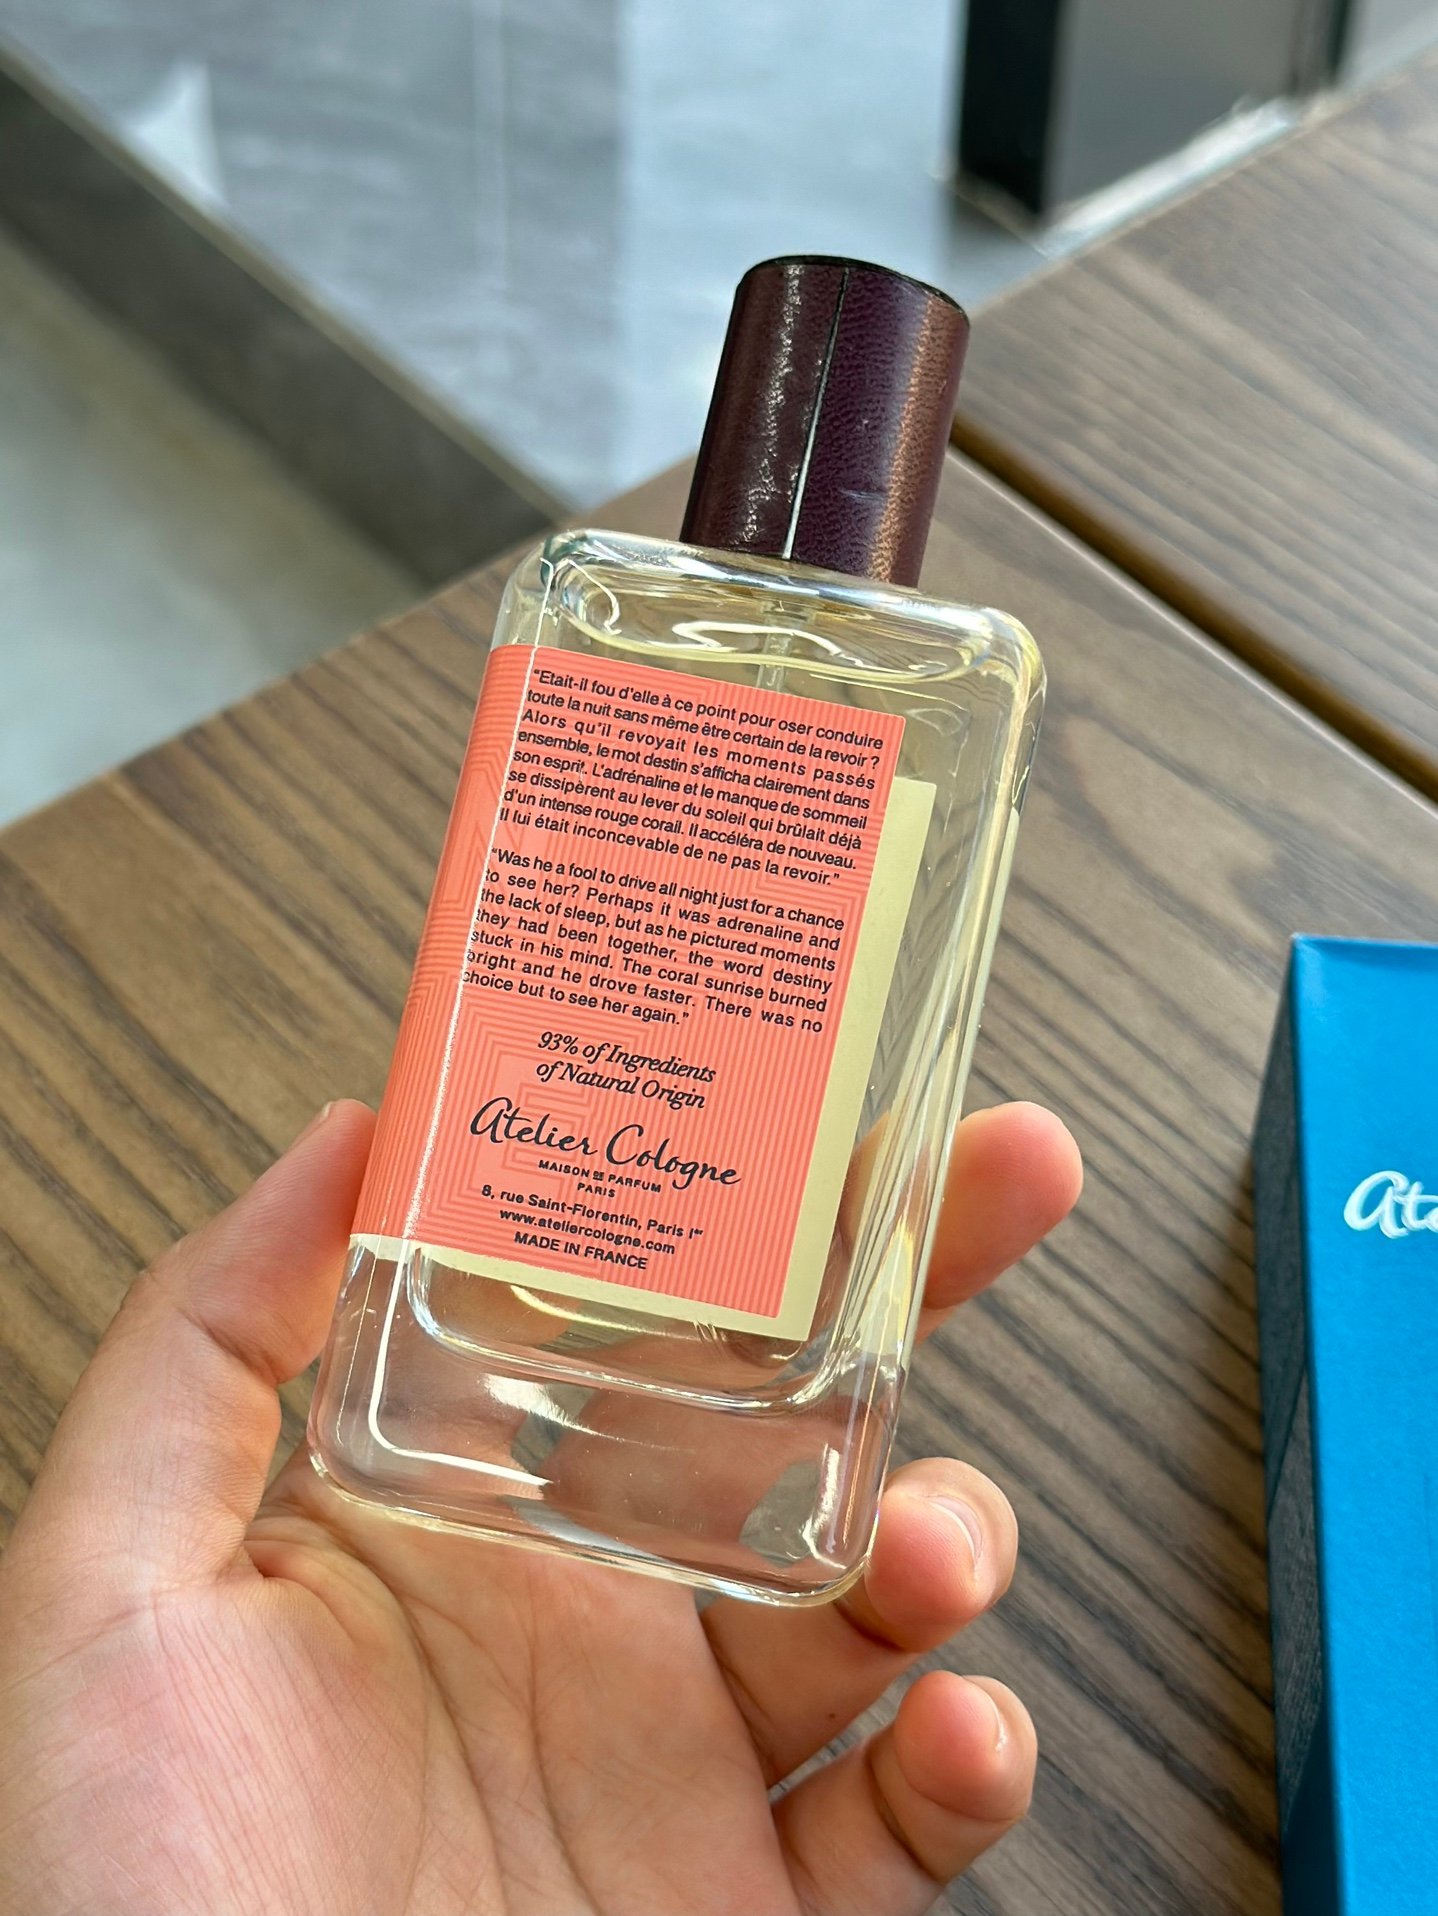 “Etait-il fou d'elle à ce point pour oser conduire
toute la nuit sans même être certain de la revoir ?
Alors qu'il revoyait les moments passés
ensemble, le mot destin s'afficha clairement dans
son esprit. L'adrénaline et le manque de sommeil
se dissipèrent au lever du soleil qui brûlait déjà
d'un intense rouge corail. Il accéléra de nouveau.
Il lui était inconcevable de ne pas la revoir.”
“Was he a fool to drive all night just for a chance
to see her? Perhaps it was adrenaline and
the lack of sleep, but as he pictured moments
they had been together, the word destiny
stuck in his mind. The coral sunrise burned
bright and he drove faster. There was no
choice but to see her again.”
93% of Ingredients
of Natural Origin
Atelier Cologne
MAISON DE PARFUM
PARIS
8, rue Saint-Florentin, Paris Iᵉʳ
www.ateliercologne.com
MADE IN FRANCE